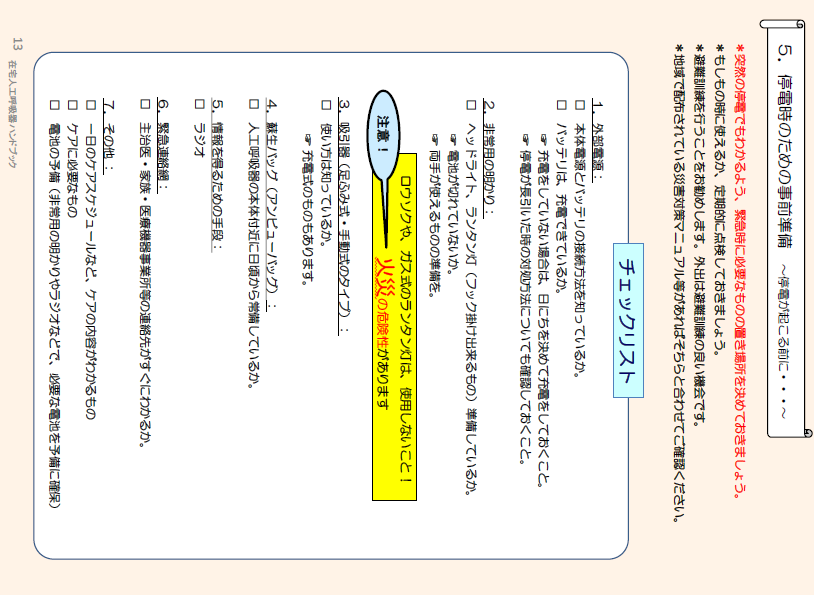 5．停電時のための事前準備　～停電が起こる前に・・・～
＊突然の停電でもわかるよう、緊急時に必要なものの置き場所を決めておきましょう。
＊もしもの時に使えるか、定期的に点検しておきましょう。
＊避難訓練を行うことをお勧めします。外出は避難訓練の良い機会です。
＊地域で配布されている災害対策マニュアル等があればそちらと合わせてご確認ください。
チェックリスト
1．外部電源：
□ 本体電源とバッテリの接続方法を知っているか。
□ バッテリは、充電できているか。
☞ 充電をしていない場合は、日にちを決めて充電をしておくこと。
☞ 停電が長引いた時の対処方法についても確認しておくこと。
2．非常用の明かり：
□ ヘッドライト、ランタン灯（フック掛け出来るもの）準備しているか。
☞ 電池が切れていないか。
☞ 両手が使えるものの準備を。
注意！
ロウソクや、ガス式のランタン灯は、使用しないこと！
火災の危険性があります
3．吸引器（足ふみ式・手動式のタイプ）：
□ 使い方は知っているか。
☞ 充電式のものもあります。
4．蘇生バッグ（アンビューバッグ）：
□ 人工呼吸器の本体付近に日頃から常備しているか。
5．情報を得るための手段：
□ ラジオ
6．緊急連絡網：
□ 主治医・家族・医療機器事業所等の連絡先がすぐにわかるか。
7．その他：
□ 一日のケアスケジュールなど、ケアの内容がわかるもの
□ ケアに必要なもの
□ 電池の予備（非常用の明かりやラジオなどで、必要な電池を予備に確保）
13 在宅人工呼吸器ハンドブック